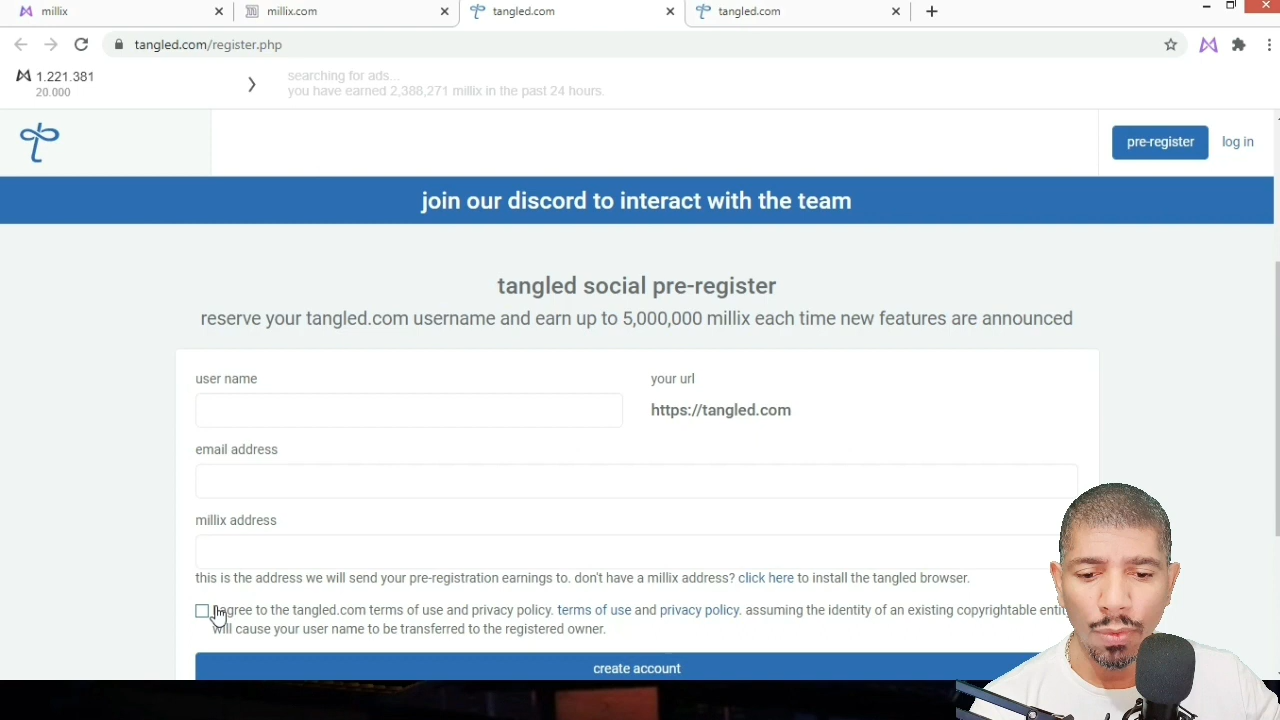 millix
millix.com
tangled.com
tangled.com
tangled.com/register.php
1.221.381
20.000
searching for ads...
you have earned 2,388,271 millix in the past 24 hours.
pre-register
log in
join our discord to interact with the team
tangled social pre-register
reserve your tangled.com username and earn up to 5,000,000 millix each time new features are announced
user name
your url
https://tangled.com
email address
millix address
this is the address we will send your pre-registration earnings to. don't have a millix address? click here to install the tangled browser.
agree to the tangled.com terms of use and privacy policy. terms of use and privacy policy. assuming the identity of an existing copyrightable
will cause your user name to be transferred to the registered owner.
create account